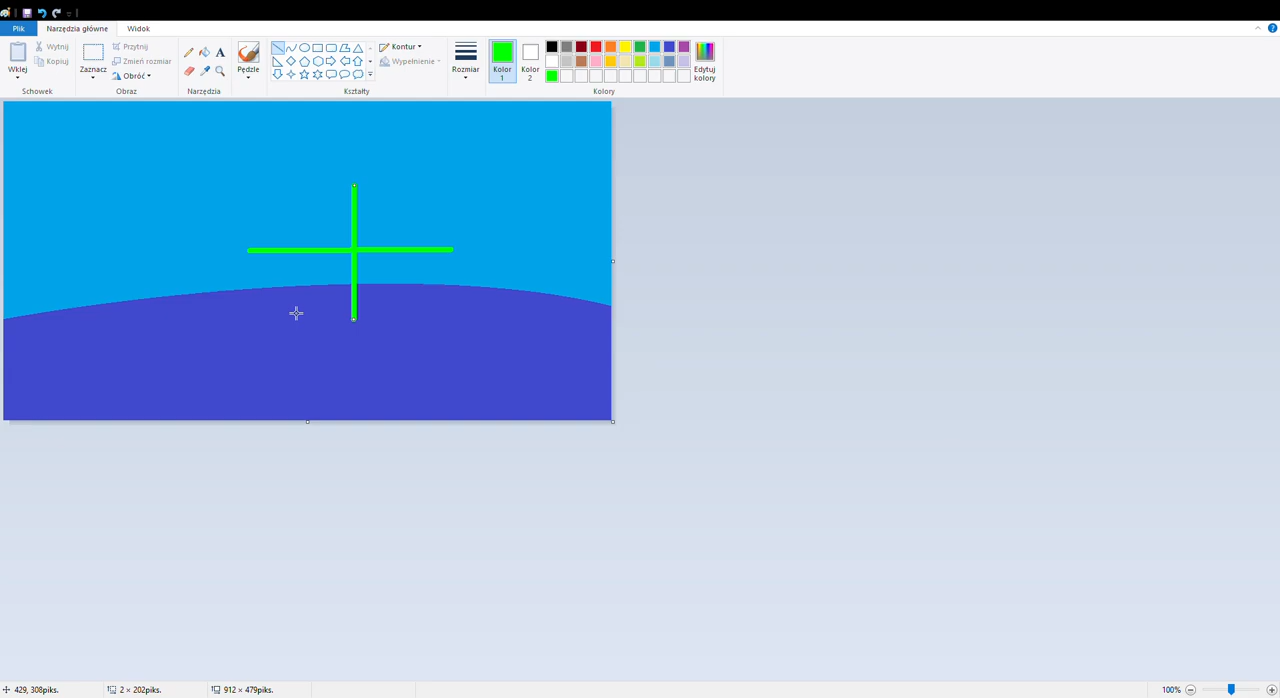 Plik Narzędzia główne Widok
Wklej
Wytnij
Kopiuj
Schowek
Zaznacz
Przytnij
Zmień rozmiar
Obróć
Obraz
A
Narzędzia
Pędzle
Kontur
Wypełnienie
Kształty
Rozmiar
Kolor
1
Kolor
2
Edytuj
kolory
Kolory
429, 308piks. 2 × 202piks. 912 × 479piks. 100%